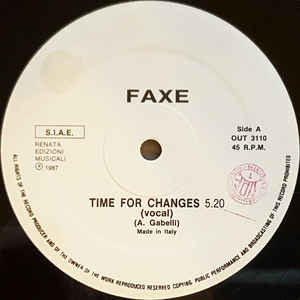 FAXE
S.I.A.E.
RENATA
EDIZIONI
MUSICALI
℗ 1987
Side A
OUT 3110
45 R.P.M.
TIME FOR CHANGES 5.20
(vocal)
(A. Gabelli)
Made in Italy
ALL RIGHTS OF THE RECORD PRODUCER AND OF THE OWNER OF THE WORK REPRODUCED RESERVED. COPYING, PUBLIC PERFORMANCE AND BROADCASTING OF THIS RECORD PROHIBITED